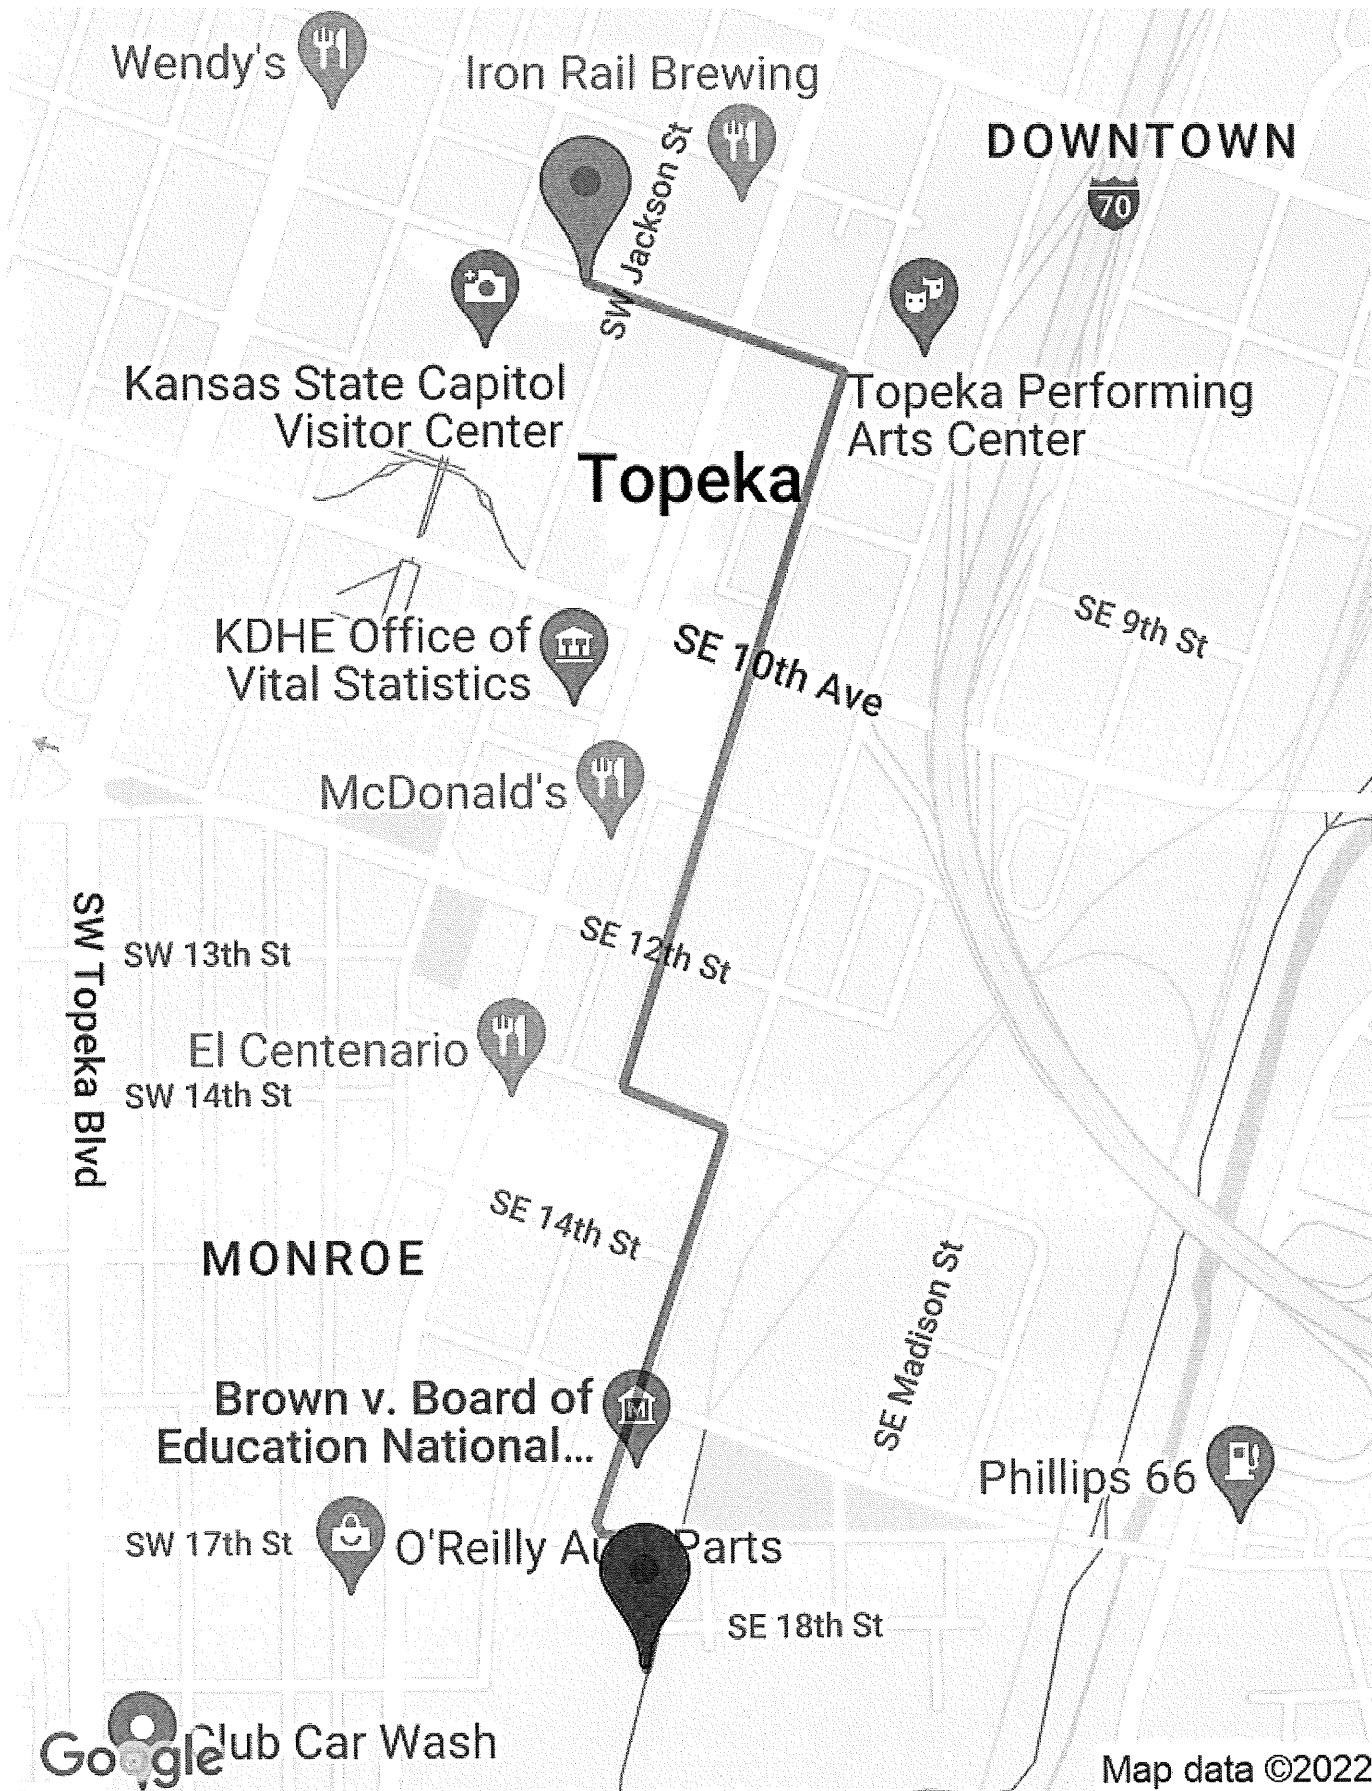 Wendy's
Iron Rail Brewing
DOWNTOWN
SW Jackson St
70
Kansas State Capitol
Visitor Center
Topeka Performing
Arts Center
Topeka
SE 9th St
KDHE Office of
Vital Statistics
SE 10th Ave
McDonald's
SW Topeka Blvd
SW 13th St
SE 12th St
El Centenario
SW 14th St
SE 14th St
MONROE
SE Madison St
Brown v. Board of
Education National...
M
Phillips 66
SW 17th St
O'Reilly Au Parts
SE 18th St
Club Car Wash
Google
Map data ©2022